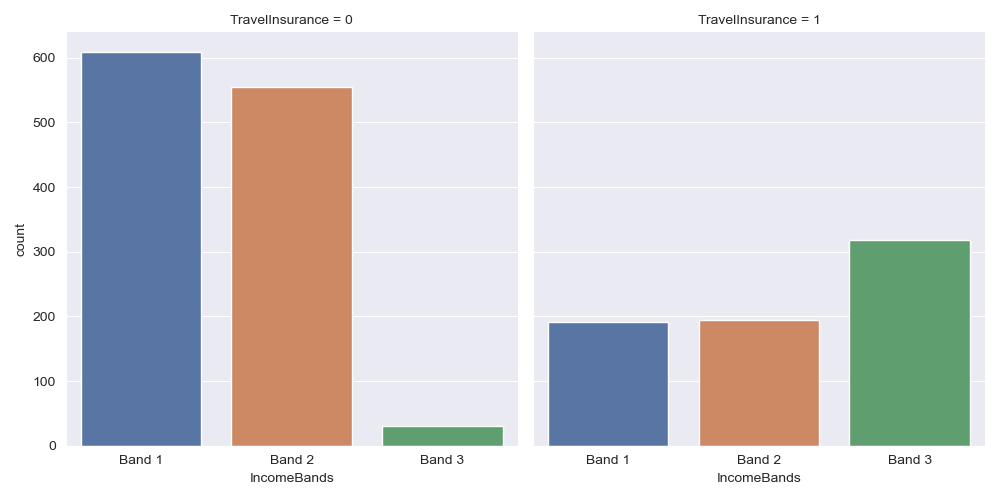 TravelInsurance = 0
TravelInsurance = 1
count
600
500
400
300
200
100
0
Band 1
Band 2
Band 3
IncomeBands
Band 1
Band 2
Band 3
IncomeBands